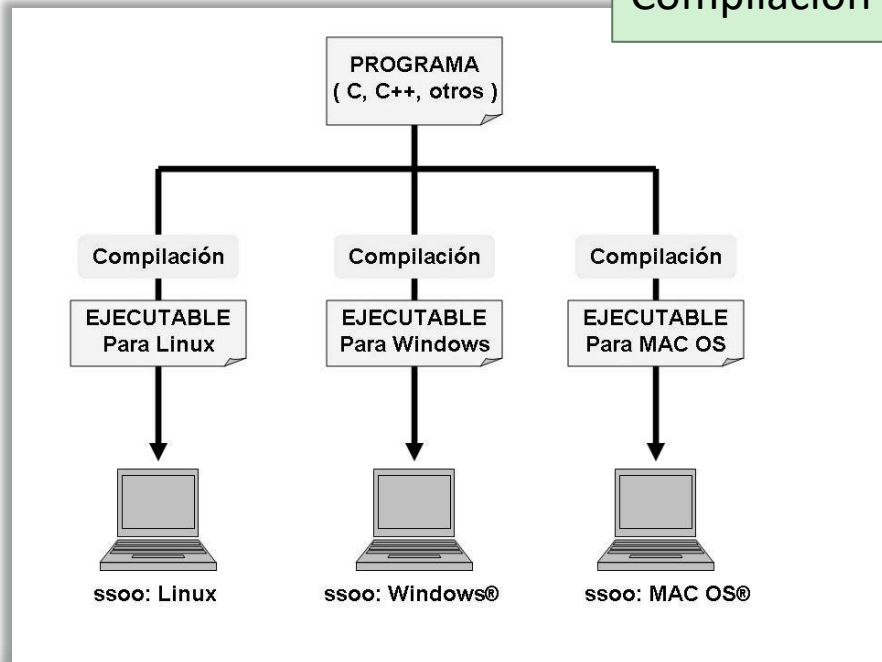 Compilación
PROGRAMA
( C, C++, otros )
Compilación
Compilación
Compilación
EJECUTABLE
Para Linux
EJECUTABLE
Para Windows
EJECUTABLE
Para MAC OS
ssoo: Linux
ssoo: Windows®
ssoo: MAC OS®